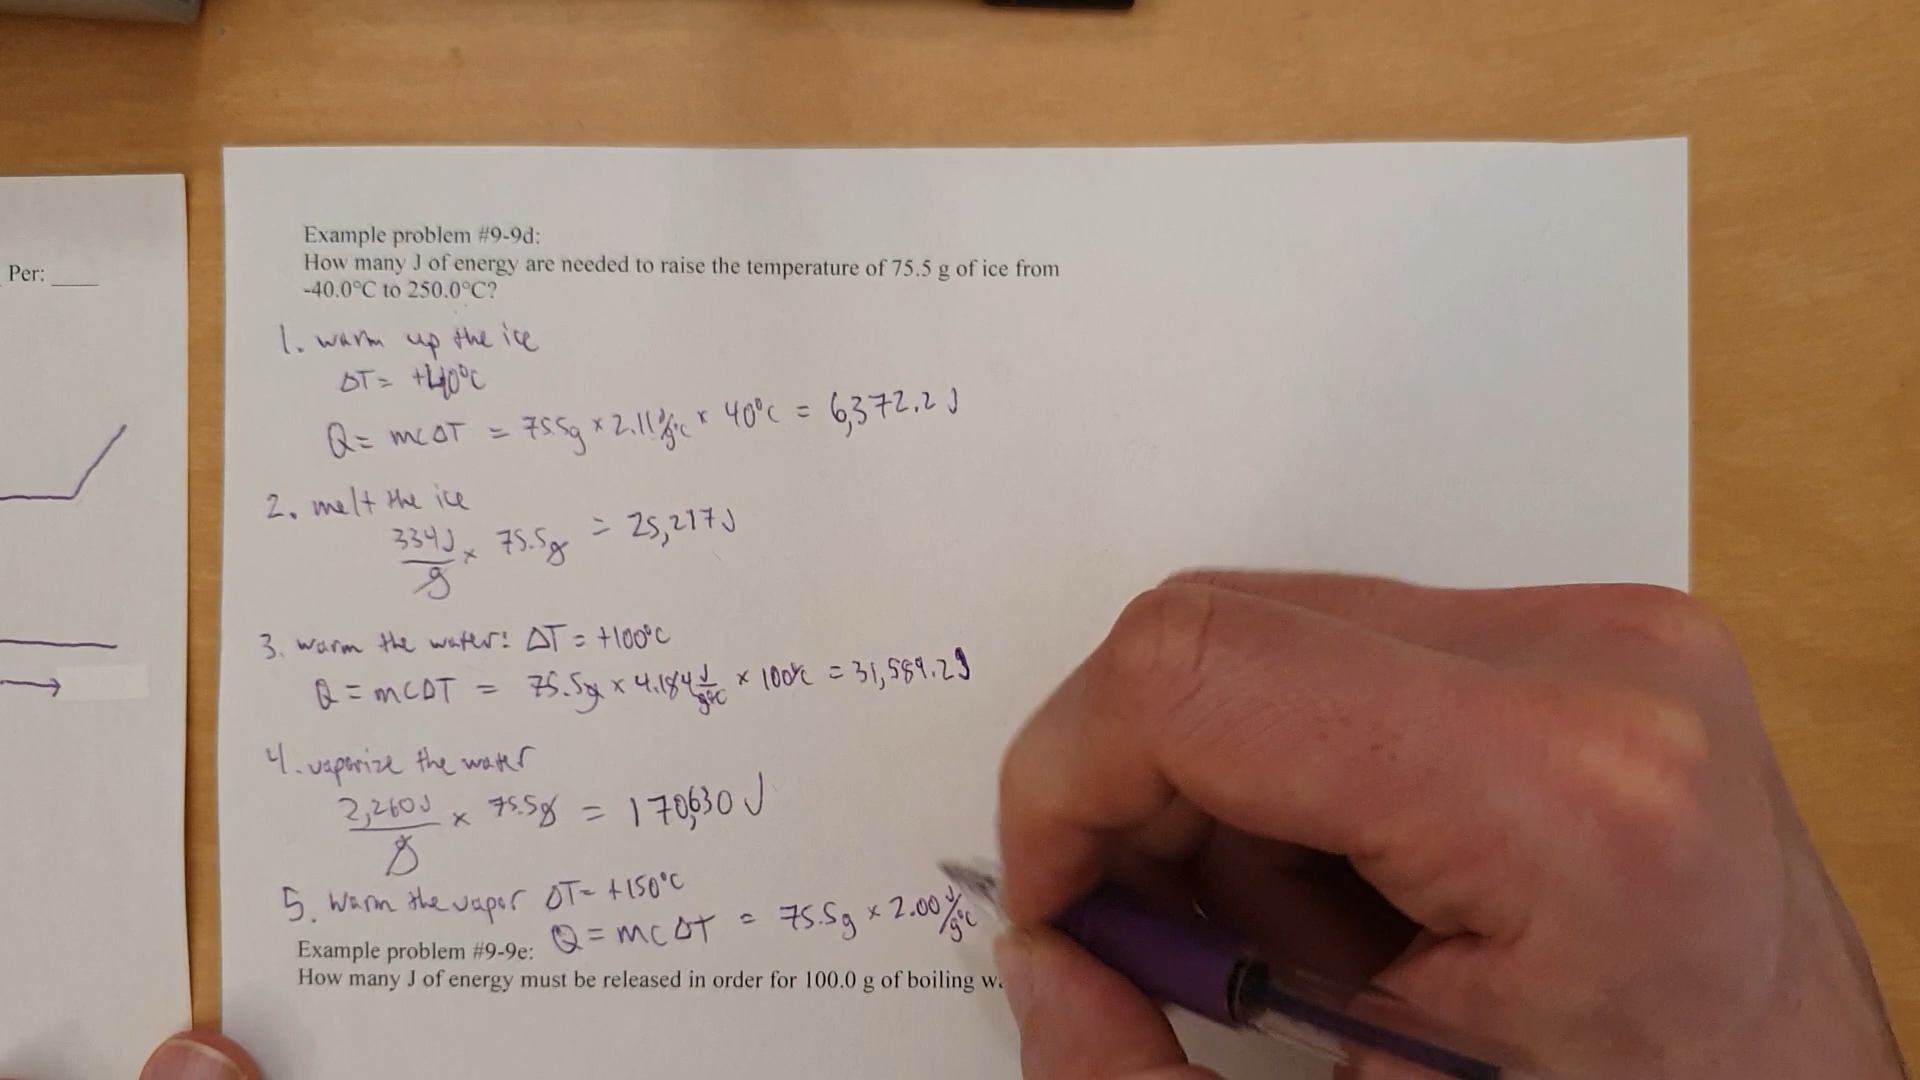 Per: ____
Example problem #9-9d:
How many J of energy are needed to raise the temperature of 75.5 g of ice from
-40.0°C to 250.0°C?
1. warm up the ice
ΔT = +40°C
Q = mcΔT = 75.5g × 2.11 J/g°C × 40°C = 6,372.2 J
2. melt the ice
334J/g × 75.5g = 25,217 J
3. warm the water: ΔT = +100°C
Q = mCΔT = 75.5g × 4.184 J/g°C × 100°C = 31,589.2 J
4. vaporize the water
2,260J/g × 75.5g = 170,630 J
5. warm the vapor ΔT = +150°C
Q = mcΔT = 75.5g × 2.00 J/g°C
Example problem #9-9e:
How many J of energy must be released in order for 100.0 g of boiling